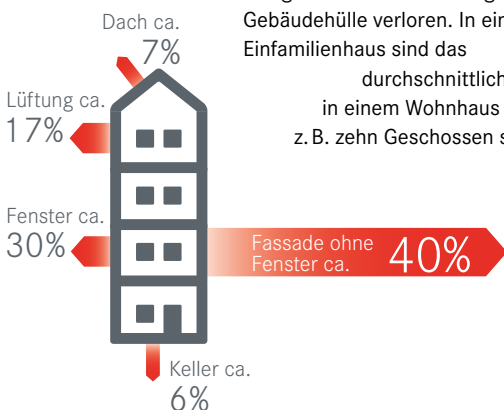 Gebäudehülle verloren. In
Einfamilienhaus sind das
durchschnittlich
in einem Wohnhaus
z. B. zehn Geschossen
Dach ca.
7%
Lüftung ca.
17%
Fenster ca.
30%
Fassade ohne
Fenster ca.
40%
Keller ca.
6%